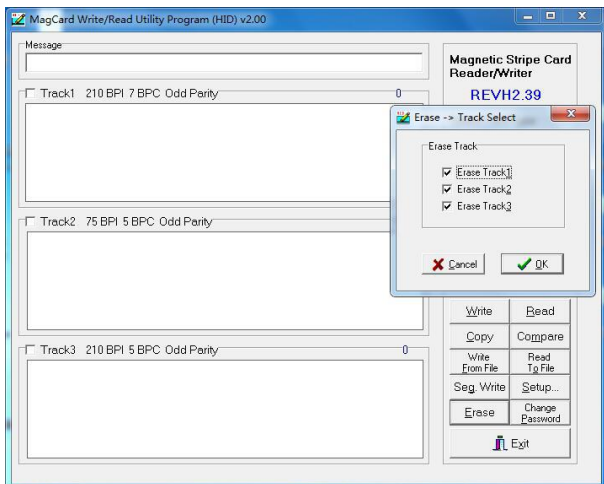 MagCard Write/Read Utility Program (HID) v2.00
Message
Magnetic Stripe Card
Reader/Writer
REVH2.39
Track1 210 BPI 7 BPC Odd Parity 0
Erase -> Track Select
Erase Track
Erase Track1
Erase Track2
Erase Track3
Cancel
OK
Track2 75 BPI 5 BPC Odd Parity
Write
Read
Copy
Compare
Track3 210 BPI 5 BPC Odd Parity 0
Write
From File
Read
To File
Seg. Write
Setup...
Erase
Change
Password
Exit